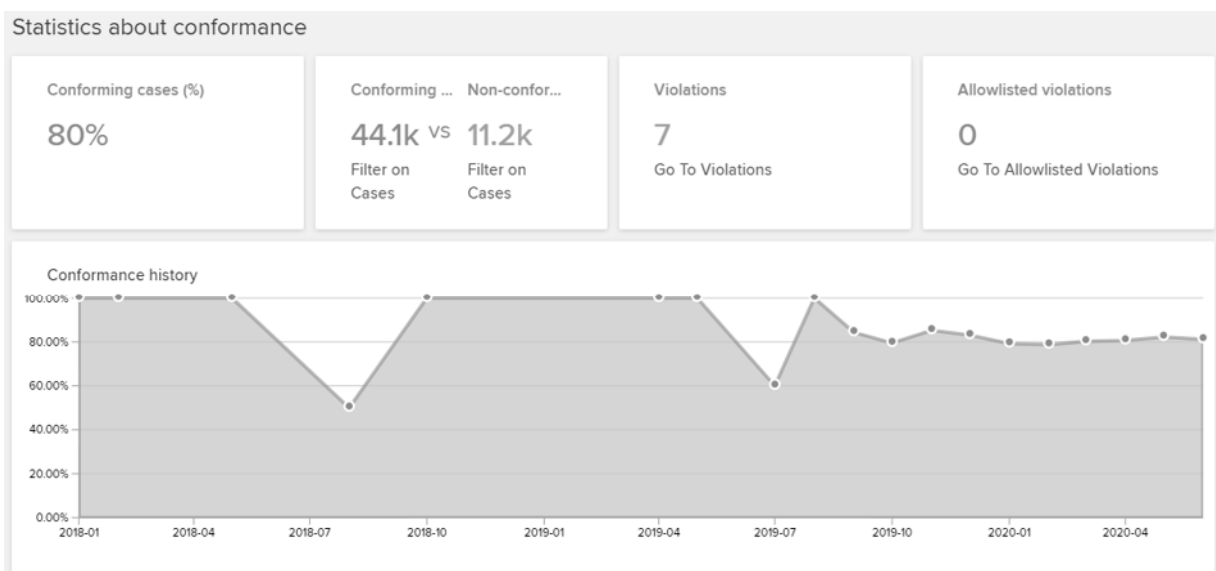 Statistics about conformance
Conforming cases (%)
80%
Conforming ... Non-confor...
44.1k vs 11.2k
Filter on Cases
Filter on Cases
Violations
7
Go To Violations
Allowlisted violations
0
Go To Allowlisted Violations
Conformance history
100.00%
80.00%
60.00%
40.00%
20.00%
0.00%
2018-01 2018-04 2018-07 2018-10 2019-01 2019-04 2019-07 2019-10 2020-01 2020-04